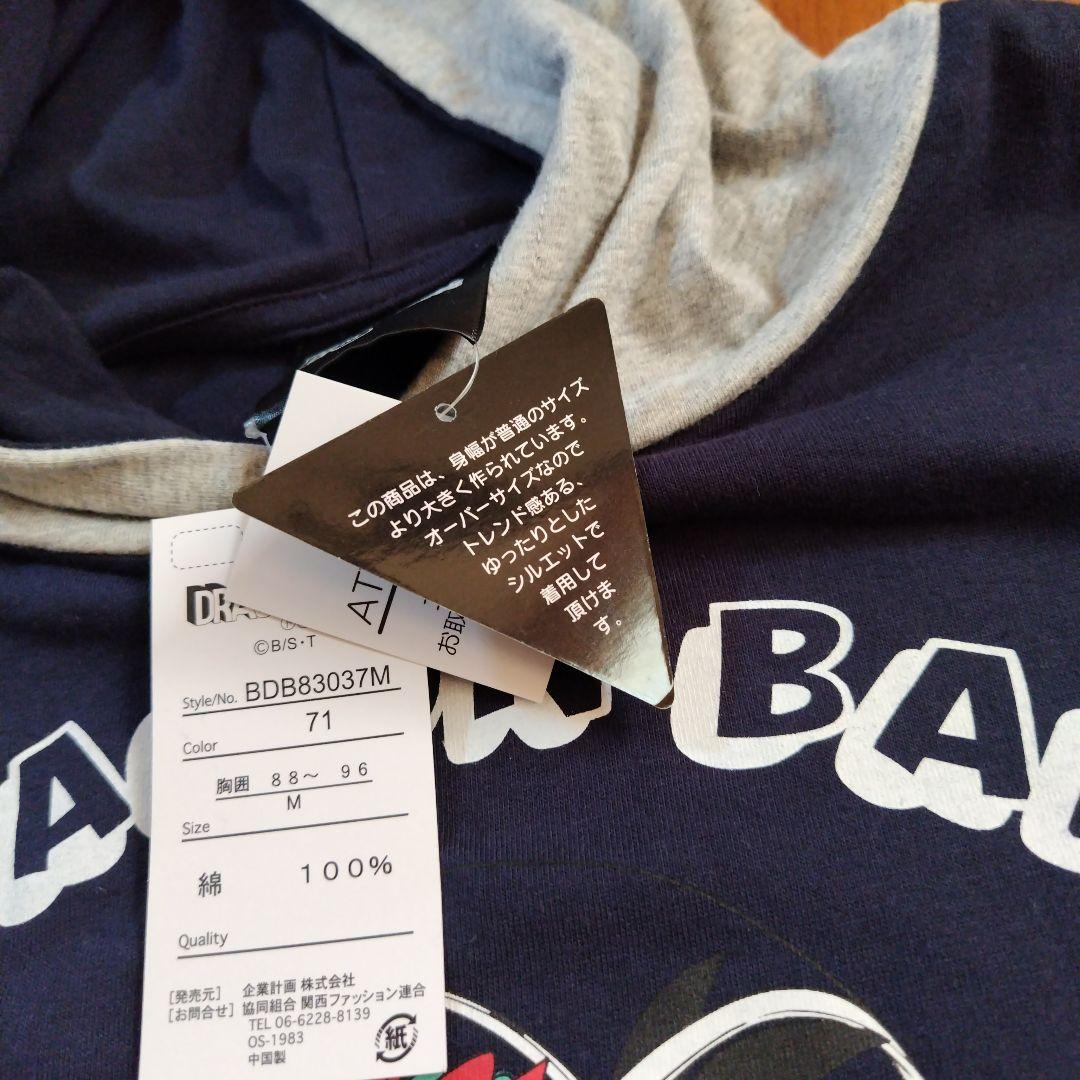 この商品は、身幅が普通のサイズ
より大きく作られています。
オーバーサイズなので
トレンド感ある、
ゆったりとした
シルエットで
着用して
頂けま
す。
AT
お取
DRA
©B/S・T
Style/No. BDB83037M
71
Color
胸囲 88～ 96
M
Size
綿 100%
Quality
[発売元] 企業計画 株式会社
[お問合せ] 協同組合 関西ファッション連合
TEL 06-6228-8139
OS-1983
中国製
紙
A
BA